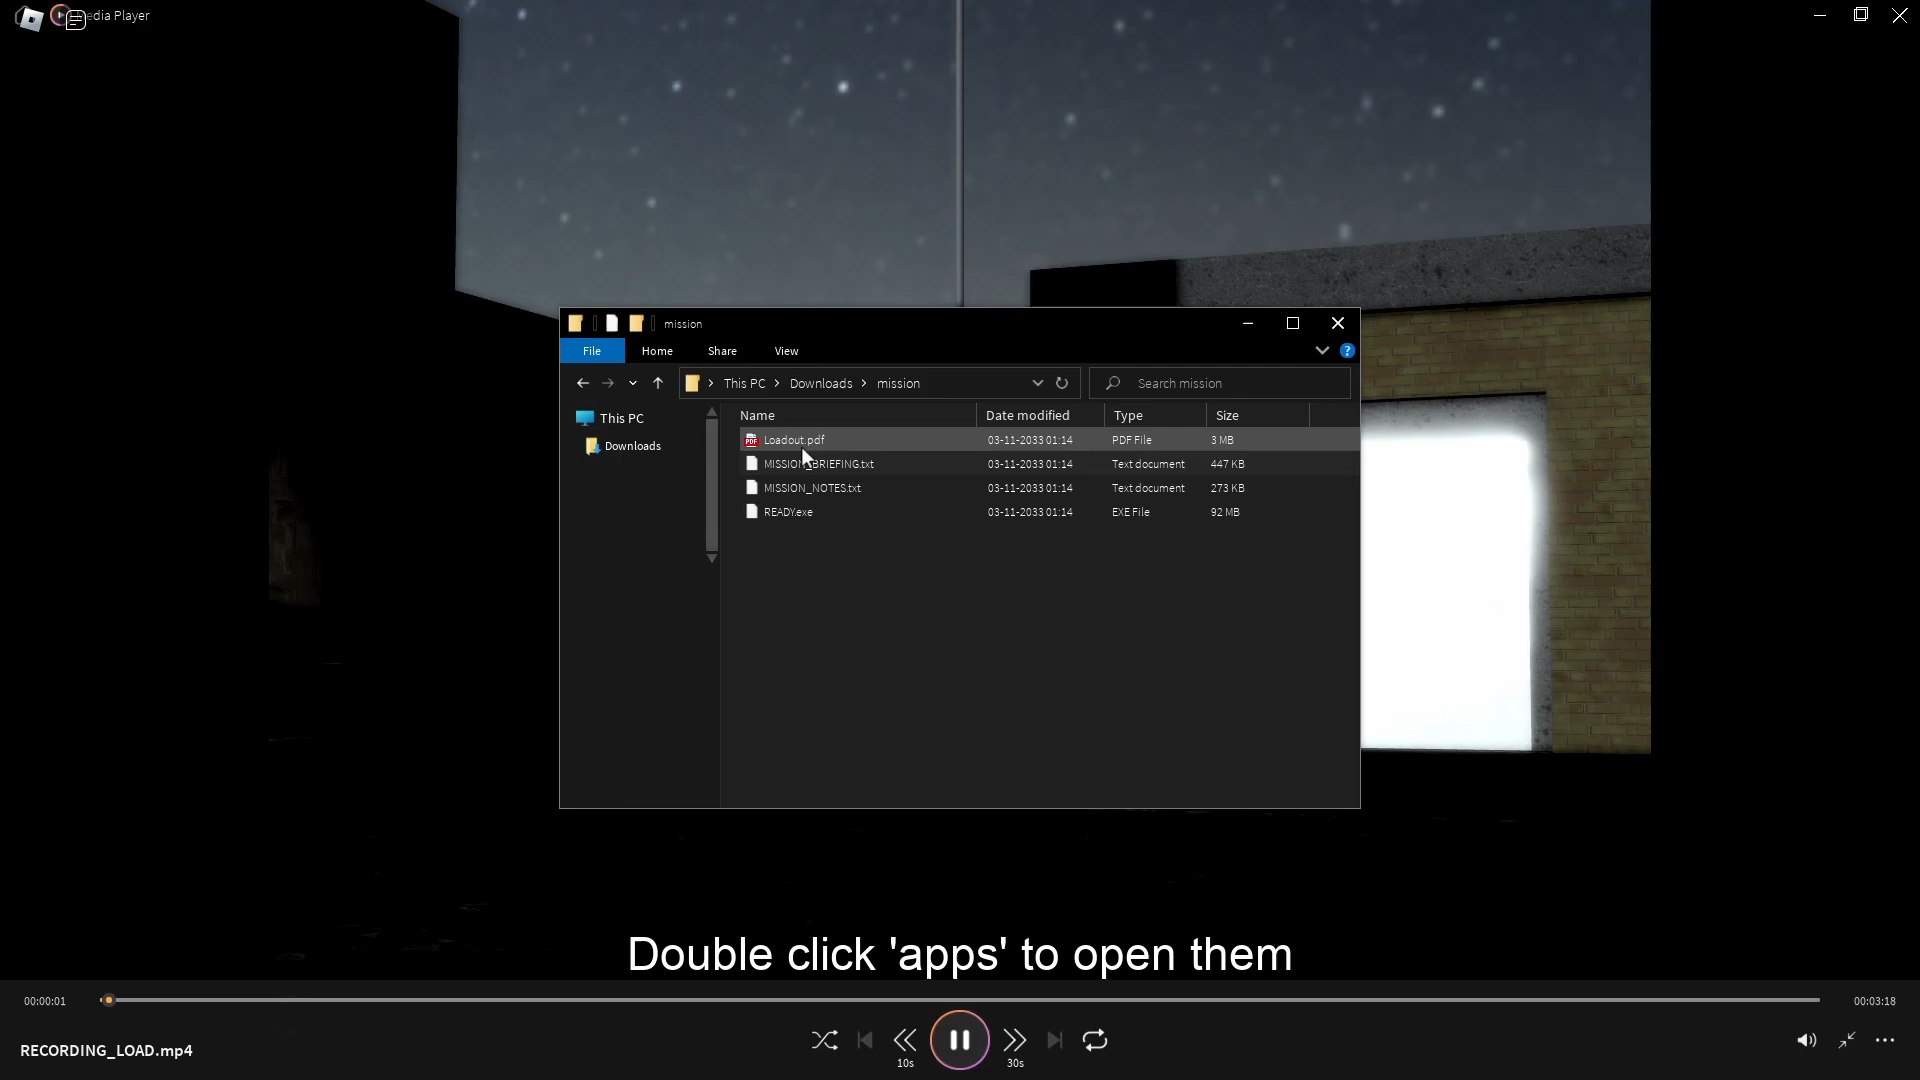 Media Player
mission
File Home Share View
This PC Downloads mission
Search mission
This PC
Downloads
Name Date modified Type Size
Loadout.pdf 03-11-2033 01:14 PDF File 3 MB
MISSION_BRIEFING.txt 03-11-2033 01:14 Text document 447 KB
MISSION_NOTES.txt 03-11-2033 01:14 Text document 273 KB
READY.exe 03-11-2033 01:14 EXE File 92 MB
Double click 'apps' to open them
00:00:01 00:03:18
RECORDING_LOAD.mp4
10s 30s